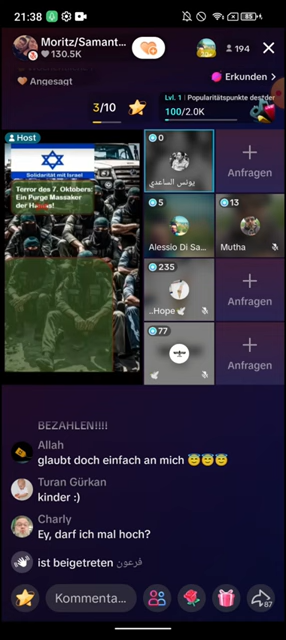 21:38
85
Moritz/Samant...
130.5K
194
Angesagt
Erkunden >
3/10
Lvl. 1 Popularitätspunkte des/der
100/2.0K
Host
Solidarität mit Israel
Terror des 7. Oktobers:
Ein Purge Massaker
der Hamas!
0
يونس الساعدي
+
Anfragen
5
Alessio Di Sa...
13
Mutha
235
..Hope
+
Anfragen
77
+
Anfragen
BEZAHLEN!!!!
Allah
glaubt doch einfach an mich 😇😇😇
Turan Gürkan
kinder :)
Charly
Ey, darf ich mal hoch?
ist beigetreten فرعون
Kommenta...
87